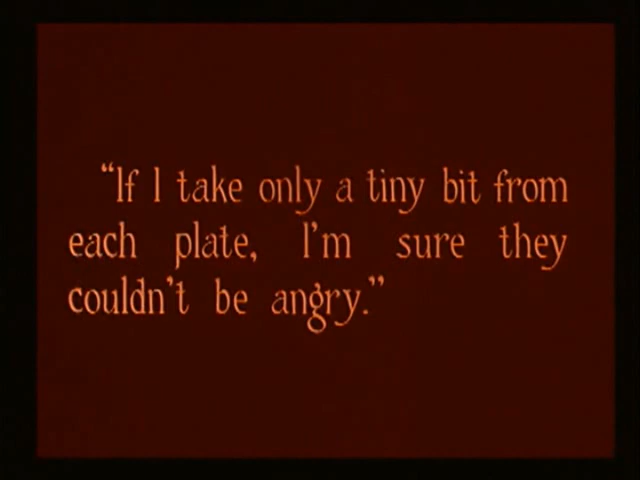 “If I take only a tiny bit from
each plate, I’m sure they
couldn’t be angry.”